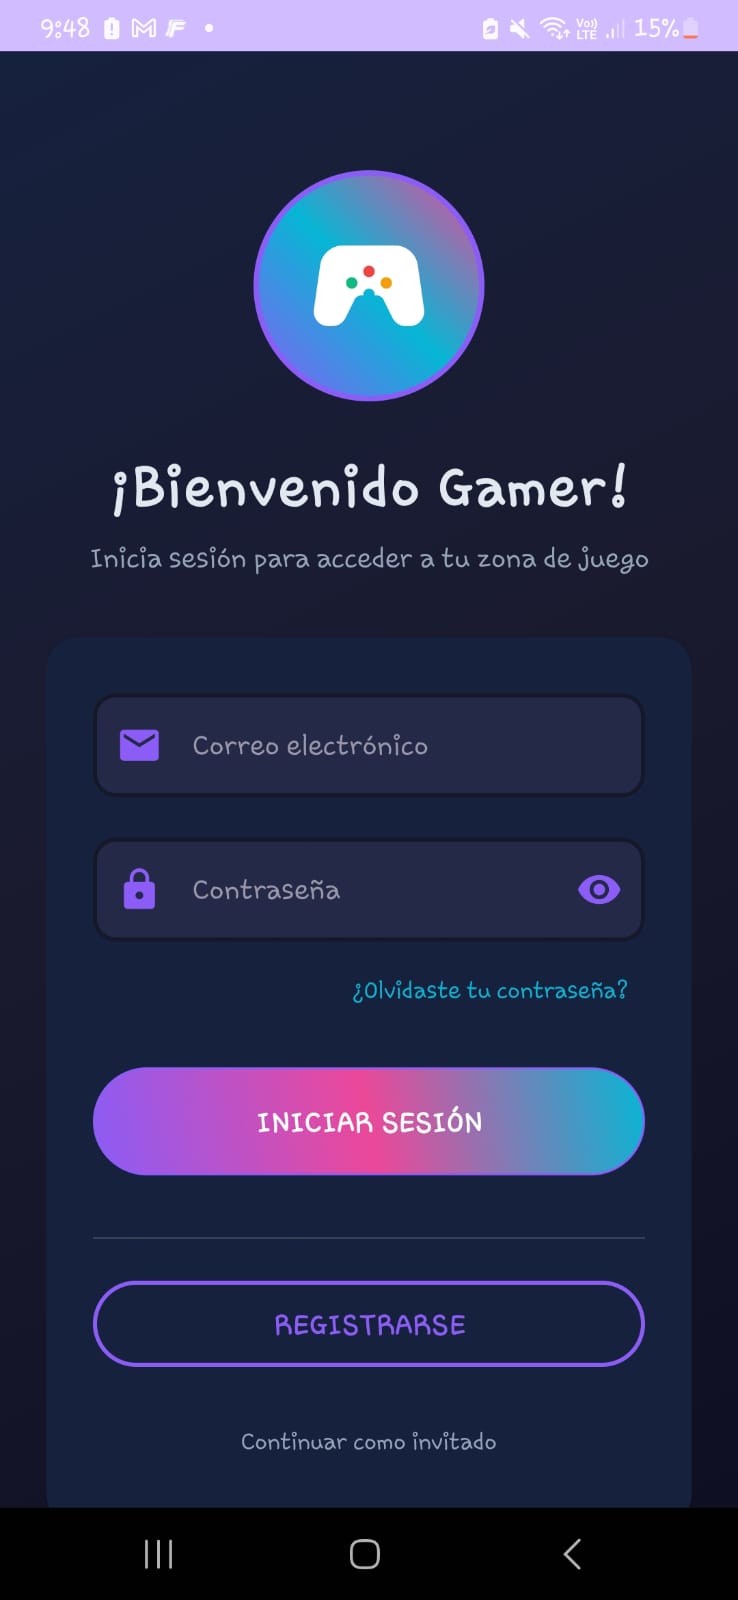 9:48
Vo))
LTE
15%
¡Bienvenido Gamer!
Inicia sesión para acceder a tu zona de juego
Correo electrónico
Contraseña
¿Olvidaste tu contraseña?
INICIAR SESIÓN
REGISTRARSE
Continuar como invitado